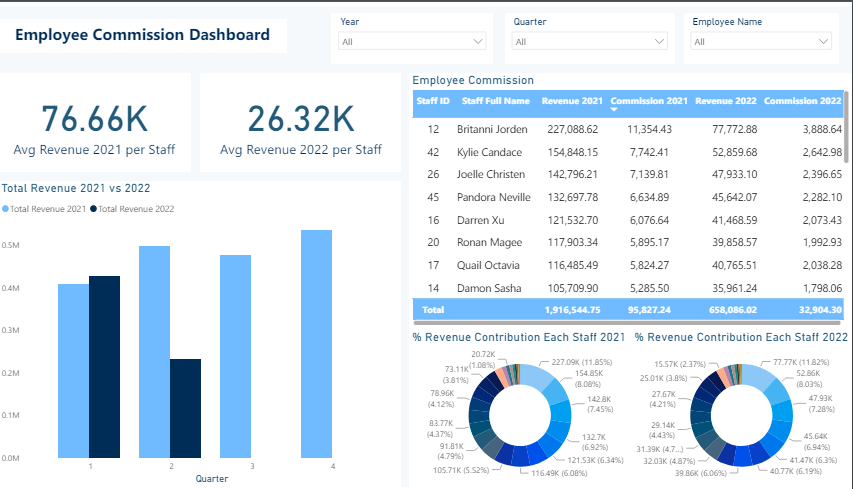 Employee Commission Dashboard
Year
All
Quarter
All
Employee Name
All
76.66K
Avg Revenue 2021 per Staff
26.32K
Avg Revenue 2022 per Staff
Total Revenue 2021 vs 2022
Total Revenue 2021 Total Revenue 2022
0.5M
0.4M
0.3M
0.2M
0.1M
0.0M
1 2 3 4
Quarter
Employee Commission
Staff ID Staff Full Name Revenue 2021 Commission 2021 Revenue 2022 Commission 2022
12 Britanni Jorden 227,088.62 11,354.43 77,772.88 3,888.64
42 Kylie Candace 154,848.15 7,742.41 52,859.68 2,642.98
26 Joelle Christen 142,796.21 7,139.81 47,933.10 2,396.65
45 Pandora Neville 132,697.78 6,634.89 45,642.07 2,282.10
16 Darren Xu 121,532.70 6,076.64 41,468.59 2,073.43
20 Ronan Magee 117,903.34 5,895.17 39,858.57 1,992.93
17 Quail Octavia 116,485.49 5,824.27 40,765.51 2,038.28
14 Damon Sasha 105,709.90 5,285.50 35,961.24 1,798.06
Total 1,916,544.75 95,827.24 658,086.02 32,904.30
% Revenue Contribution Each Staff 2021
227.09K (11.85%)
154.85K
(8.08%)
142.8K
(7.45%)
132.7K
(6.92%)
121.53K (6.34%)
116.49K (6.08%)
105.71K (5.52%)
91.81K
(4.79%)
83.77K
(4.37%)
78.96K
(4.12%)
73.11K
(3.81%)
20.72K
(1.08%)
% Revenue Contribution Each Staff 2022
77.77K (11.82%)
52.86K
(8.03%)
47.93K
(7.28%)
45.64K
(6.94%)
41.47K (6.3%)
40.77K (6.19%)
39.86K (6.06%)
32.03K (4.87%)
31.39K (4.7...)
29.14K
(4.43%)
27.67K
(4.21%)
25.01K (3.8%)
15.57K (2.37%)